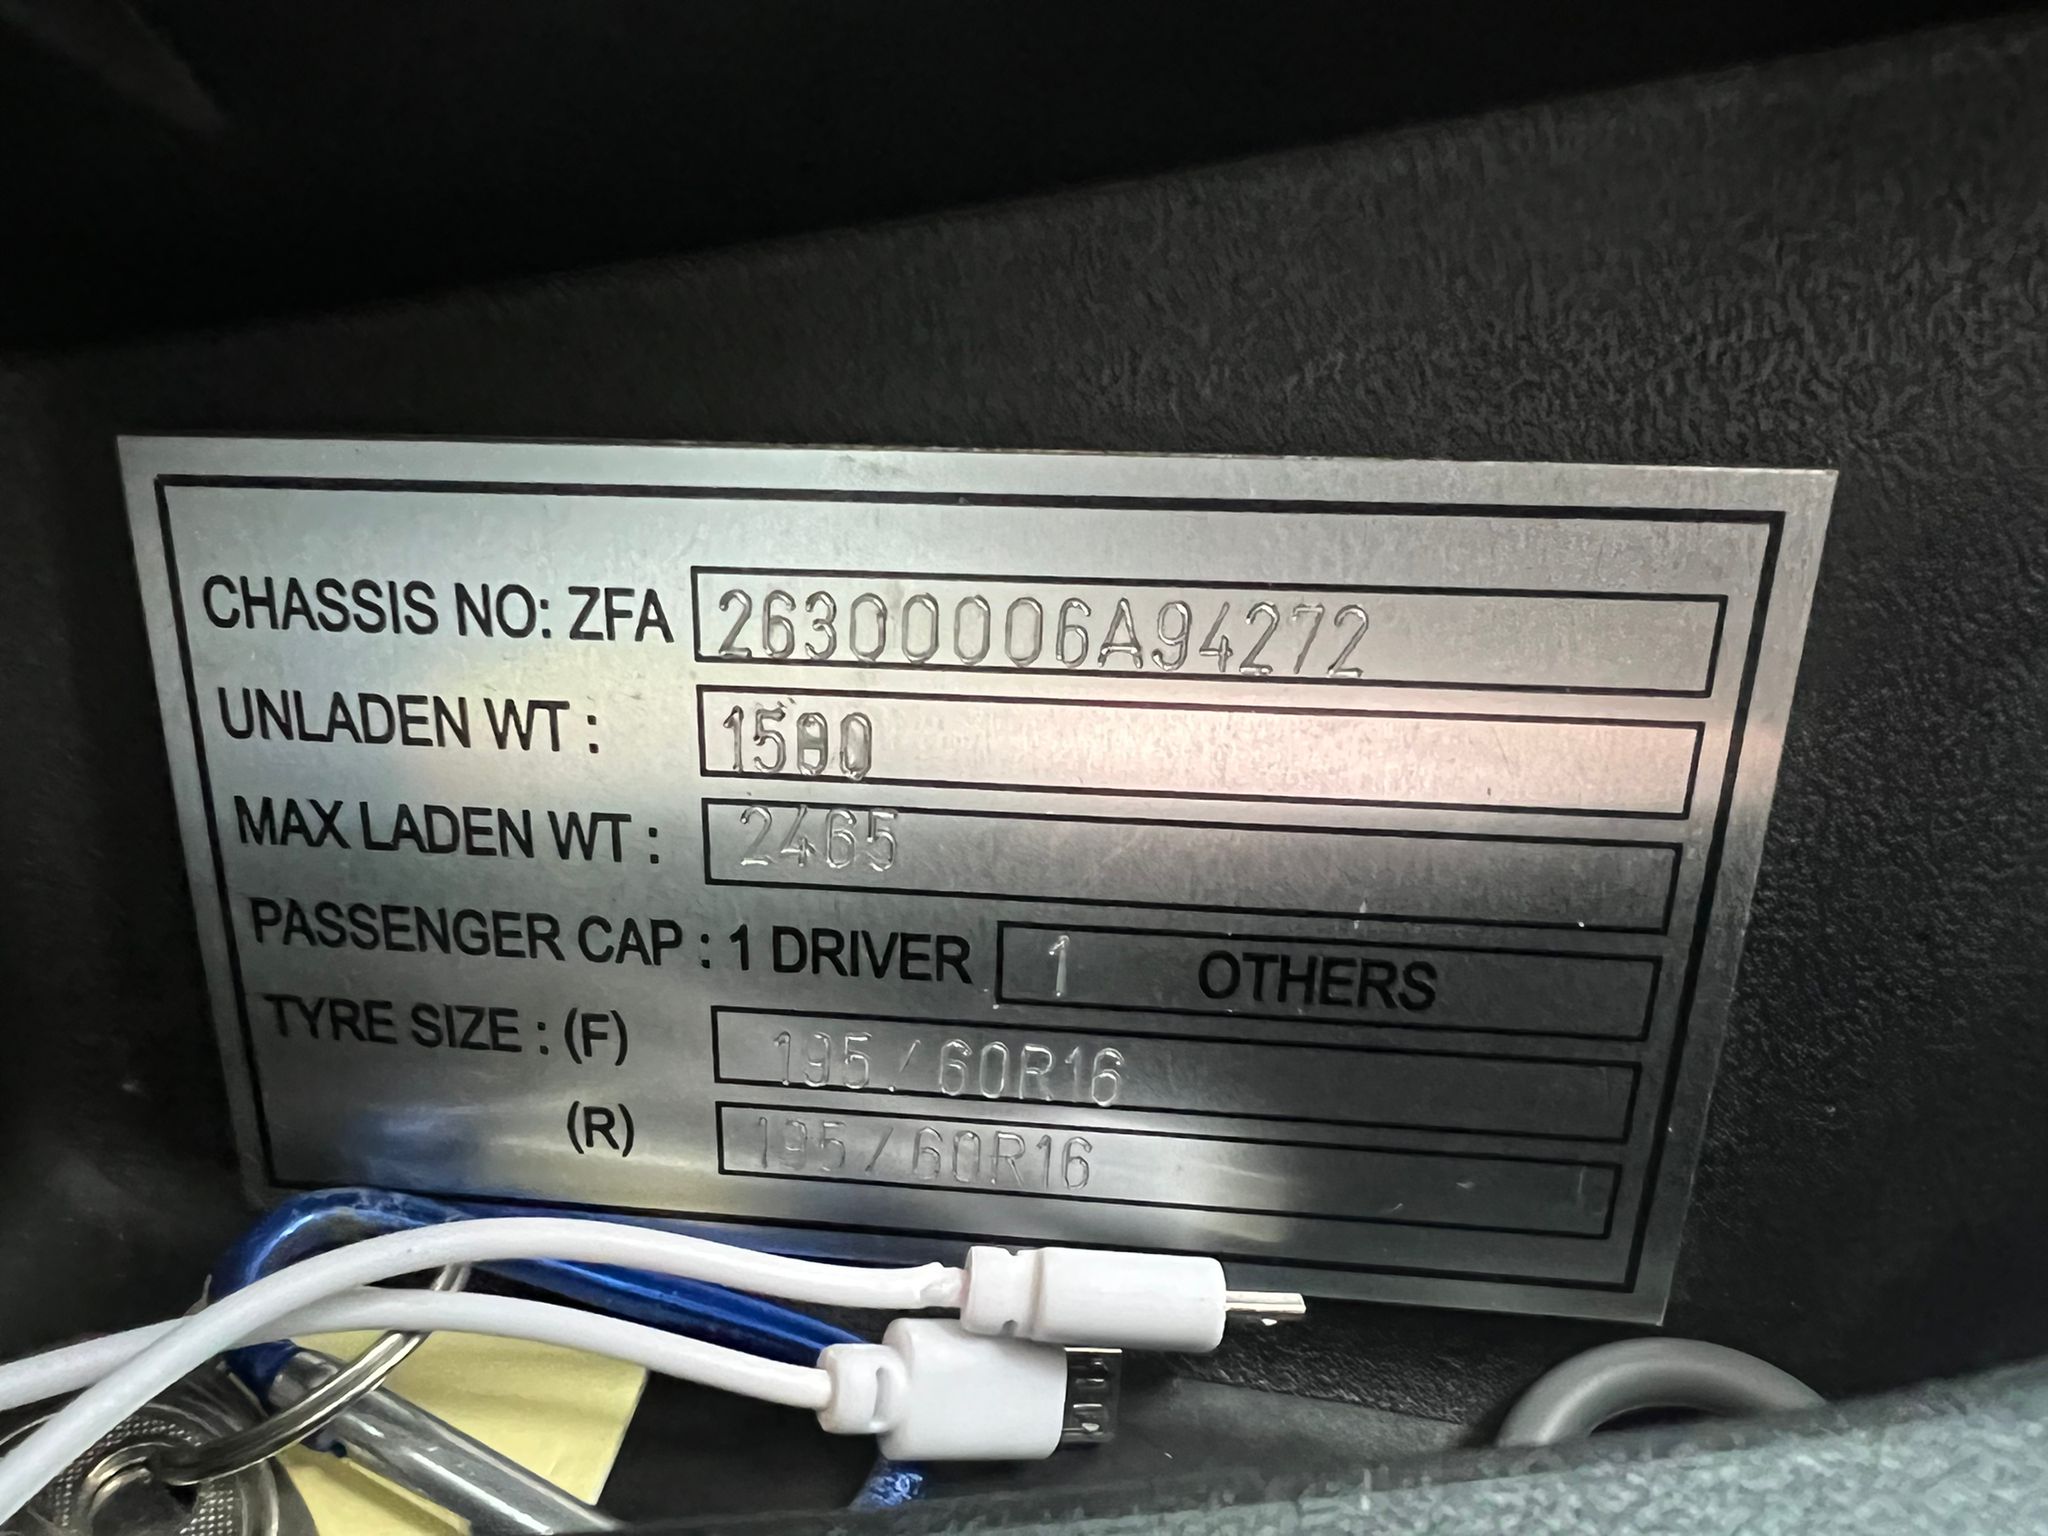 CHASSIS NO: ZFA 26300006A94272
UNLADEN WT :
MAX LADEN WT : 2465
PASSENGER CAP : 1 DRIVER 1 OTHERS
TYRE SIZE : (F) 195/60R16
(R) 195/60R16